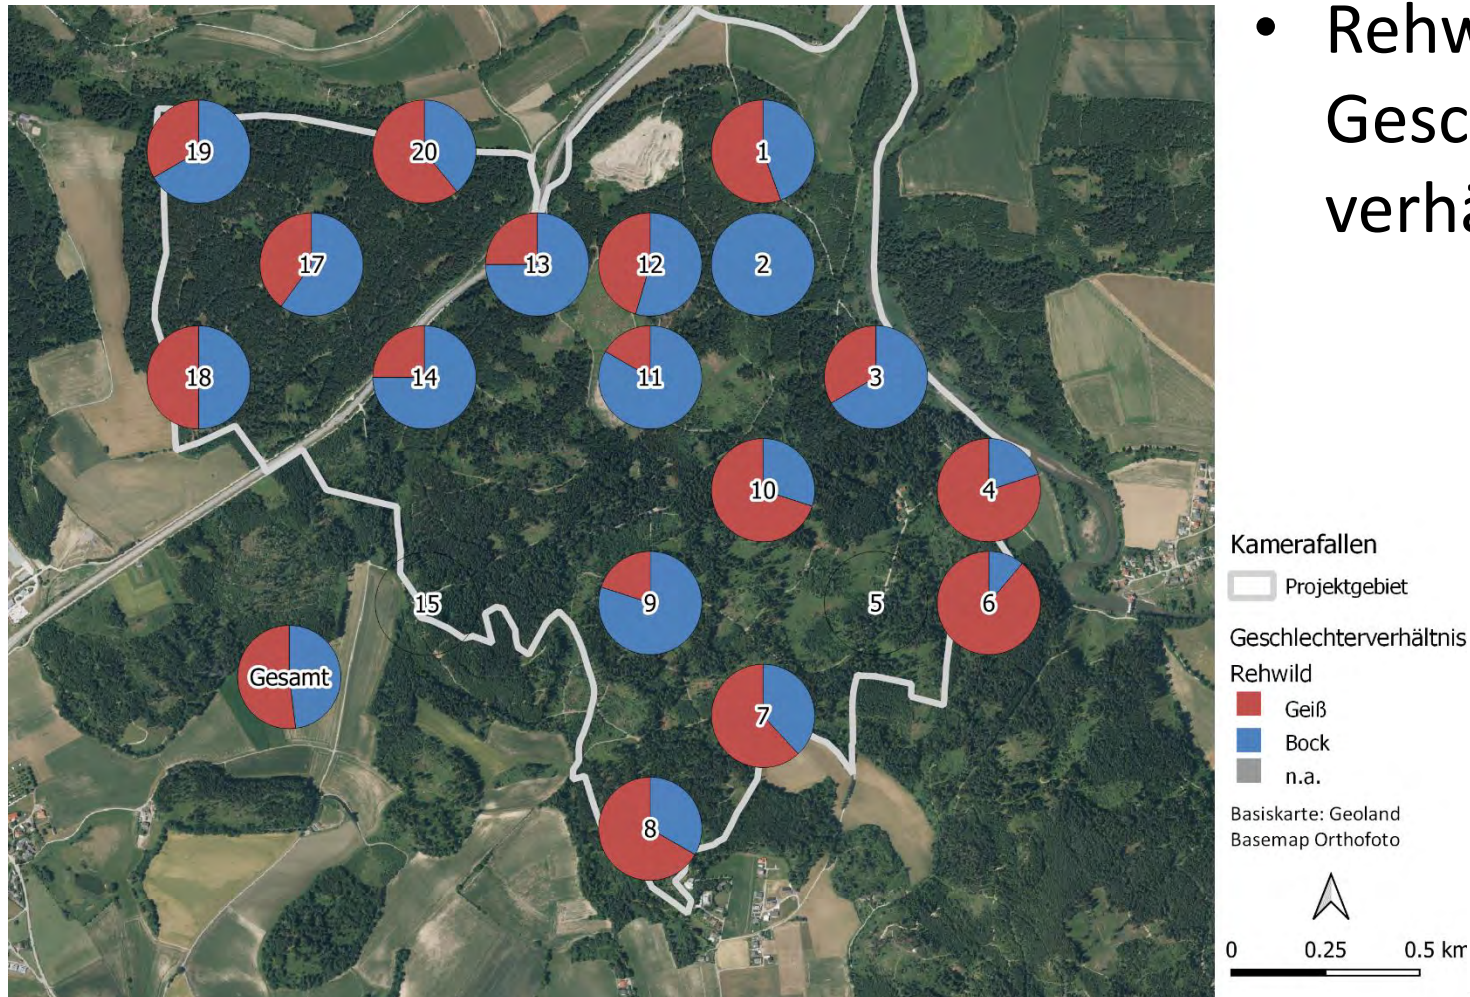 • Rehw
Gesc
verhä
19
20
1
17
13
12
2
18
14
11
3
10
4
15
9
5
6
Gesamt
7
8
Kamerafallen
Projektgebiet
Geschlechterverhältnis
Rehwild
Geiß
Bock
n.a.
Basiskarte: Geoland
Basemap Orthofoto
0 0.25 0.5 km